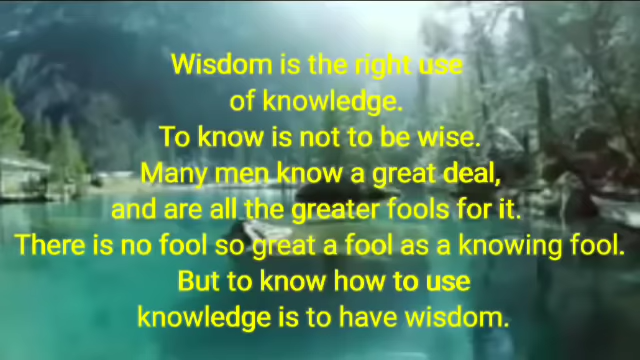 Wisdom is the right use
of knowledge.
To know is not to be wise.
Many men know a great deal,
and are all the greater fools for it.
There is no fool so great a fool as a knowing fool.
But to know how to use
knowledge is to have wisdom.